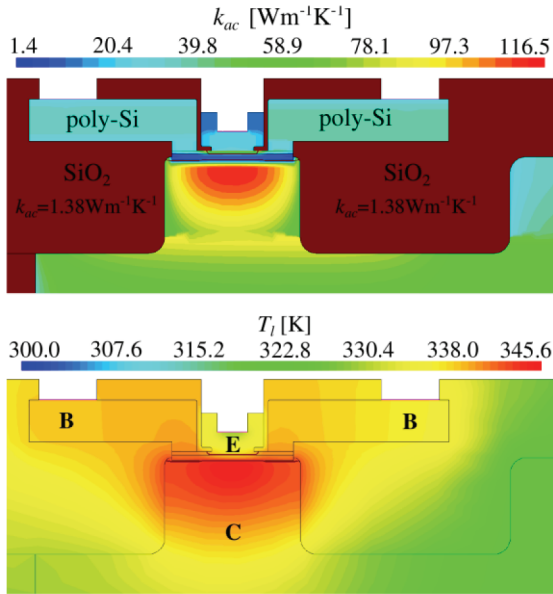 k_ac [Wm⁻¹K⁻¹]
1.4 20.4 39.8 58.9 78.1 97.3 116.5
poly-Si poly-Si
SiO₂ SiO₂
k_ac=1.38Wm⁻¹K⁻¹ k_ac=1.38Wm⁻¹K⁻¹
T_l [K]
300.0 307.6 315.2 322.8 330.4 338.0 345.6
B B
E
C